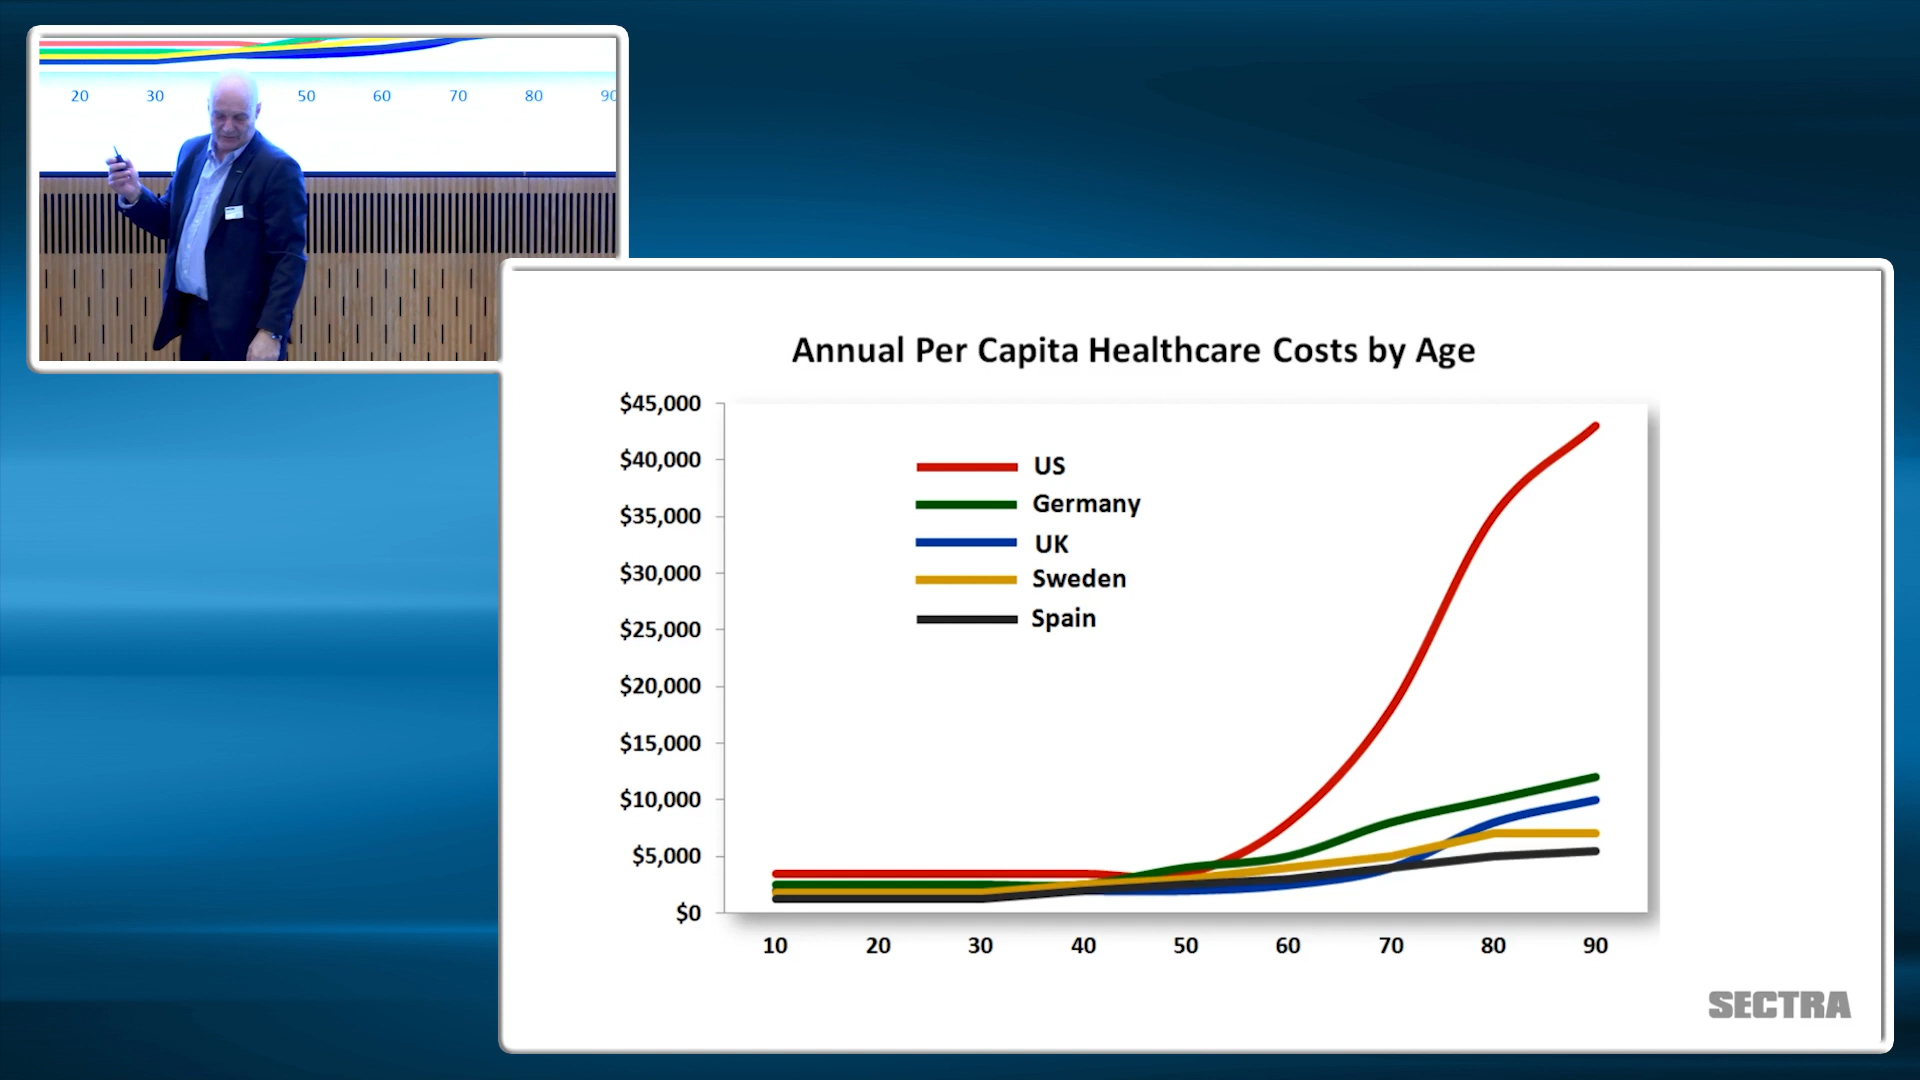 20 30 50 60 70 80 90
Annual Per Capita Healthcare Costs by Age
$45,000
$40,000
$35,000
$30,000
$25,000
$20,000
$15,000
$10,000
$5,000
$0
US
Germany
UK
Sweden
Spain
10 20 30 40 50 60 70 80 90
SECTRA